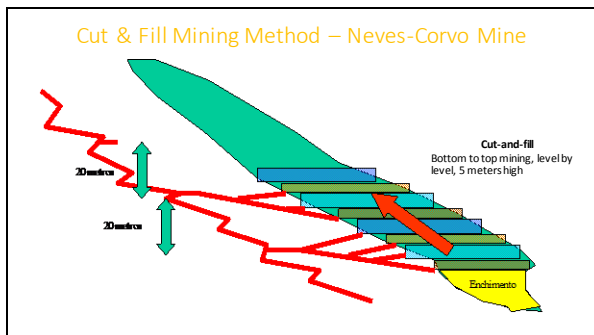 Cut & Fill Mining Method – Neves-Corvo Mine
Cut-and-fill
Bottom to top mining, level by
level, 5 meters high
20 metros
20 metros
Enchimento